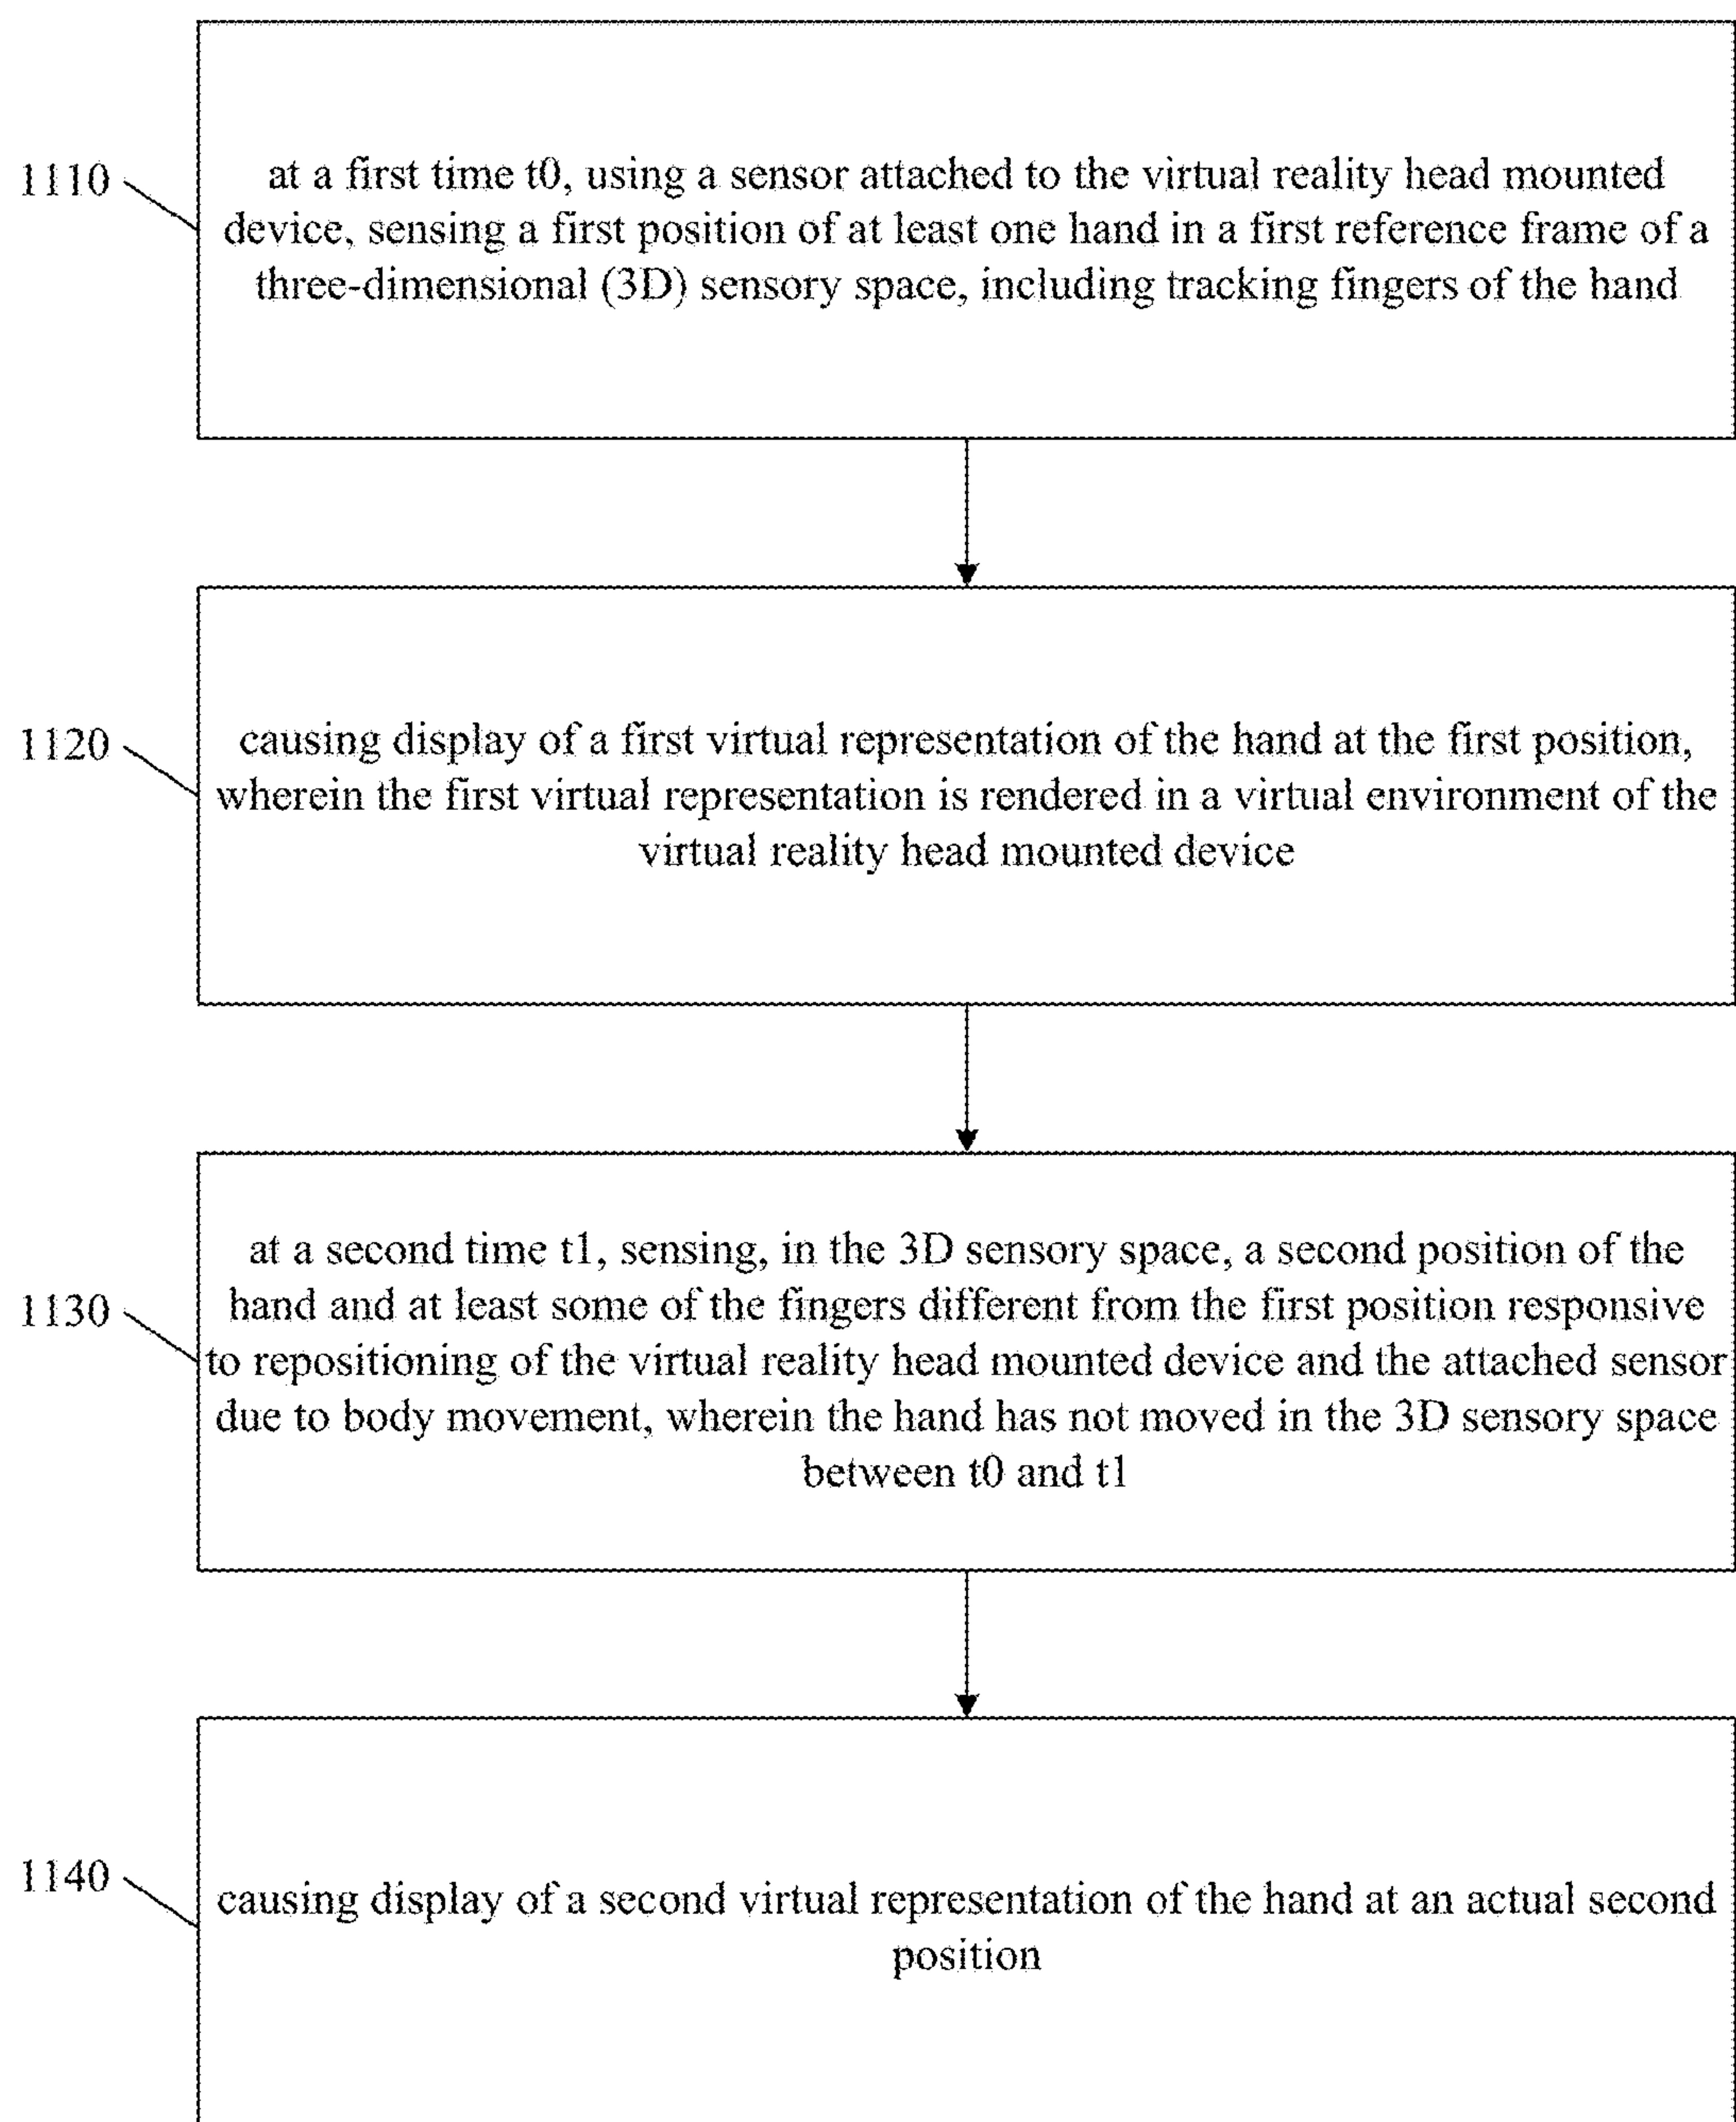 1110
at a first time t0, using a sensor attached to the virtual reality head mounted
device, sensing a first position of at least one hand in a first reference frame of a
three-dimensional (3D) sensory space, including tracking fingers of the hand
1120
causing display of a first virtual representation of the hand at the first position,
wherein the first virtual representation is rendered in a virtual environment of the
virtual reality head mounted device
1130
at a second time t1, sensing, in the 3D sensory space, a second position of the
hand and at least some of the fingers different from the first position responsive
to repositioning of the virtual reality head mounted device and the attached sensor
due to body movement, wherein the hand has not moved in the 3D sensory space
between t0 and t1
1140
causing display of a second virtual representation of the hand at an actual second
position